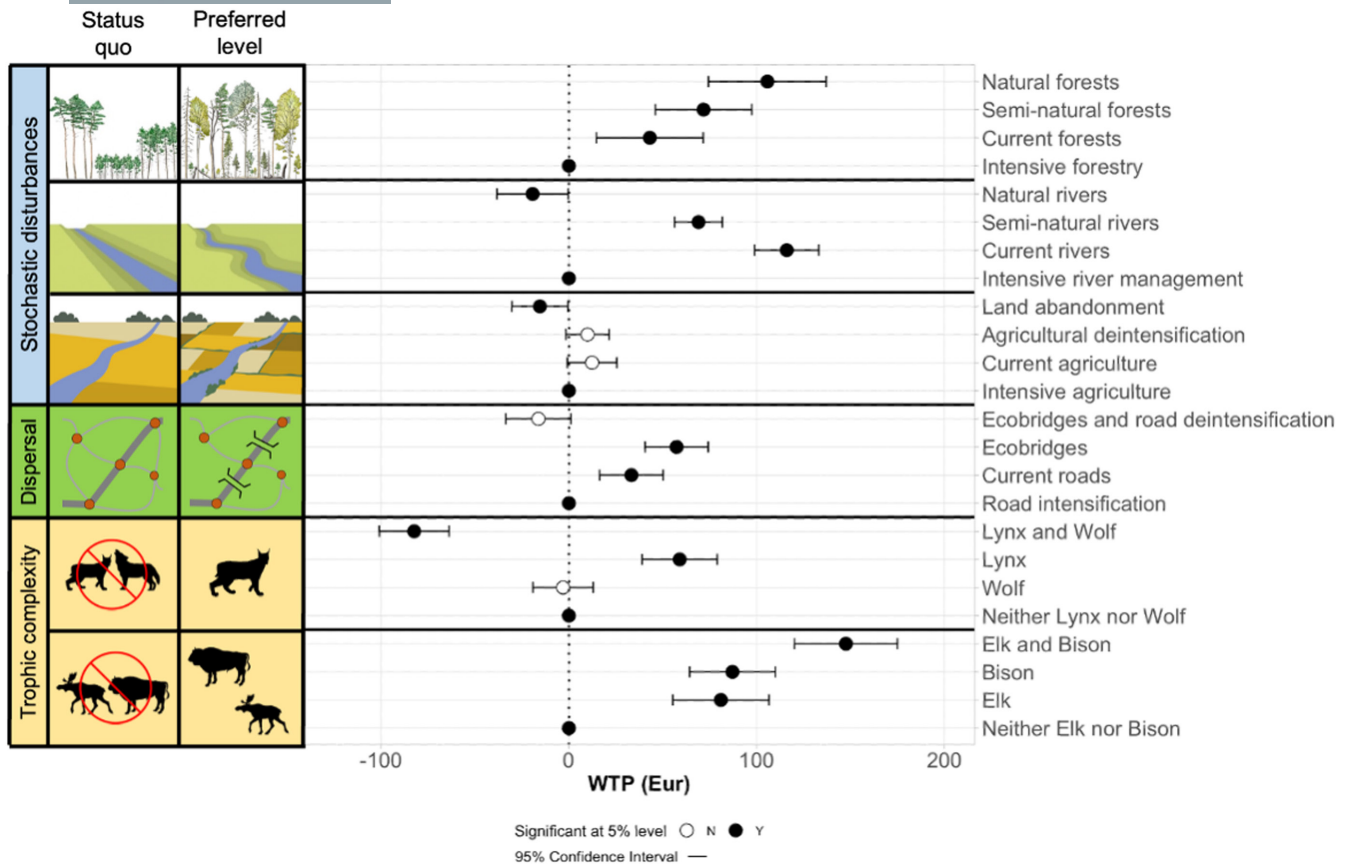 Status
quo
Preferred
level
Stochastic disturbances
Dispersal
Trophic complexity
Natural forests
Semi-natural forests
Current forests
Intensive forestry
Natural rivers
Semi-natural rivers
Current rivers
Intensive river management
Land abandonment
Agricultural deintensification
Current agriculture
Intensive agriculture
Ecobridges and road deintensification
Ecobridges
Current roads
Road intensification
Lynx and Wolf
Lynx
Wolf
Neither Lynx nor Wolf
Elk and Bison
Bison
Elk
Neither Elk nor Bison
-100 0 100 200
WTP (Eur)
Significant at 5% level N Y
95% Confidence Interval